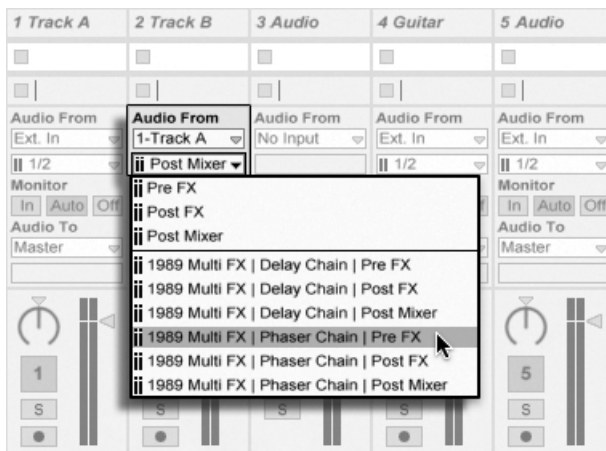 1 Track A 2 Track B 3 Audio 4 Guitar 5 Audio
Audio From Audio From Audio From Audio From Audio From
Ext. In 1-Track A No Input Ext. In Ext. In
1/2 Post Mixer 1/2 1/2
Monitor Monitor
In Auto Off In Auto Off
Audio To Audio To
Master Master
Pre FX
Post FX
Post Mixer
1989 Multi FX | Delay Chain | Pre FX
1989 Multi FX | Delay Chain | Post FX
1989 Multi FX | Delay Chain | Post Mixer
1989 Multi FX | Phaser Chain | Pre FX
1989 Multi FX | Phaser Chain | Post FX
1989 Multi FX | Phaser Chain | Post Mixer
1 5
S S S S S